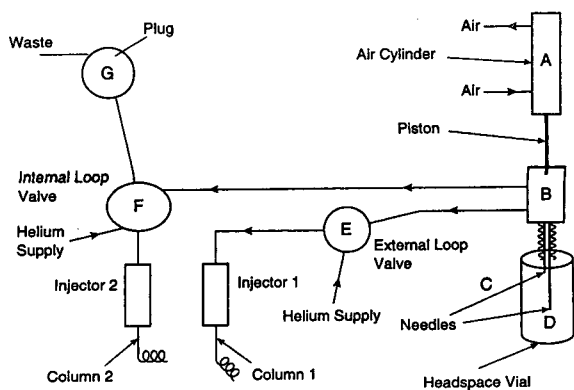 Plug
Waste
G
Air
Air Cylinder
A
Air
Piston
Internal Loop
Valve
F
B
Helium
Supply
E
External Loop
Valve
Injector 2
Injector 1
C
Helium Supply
Needles
D
Column 2
Column 1
Headspace Vial